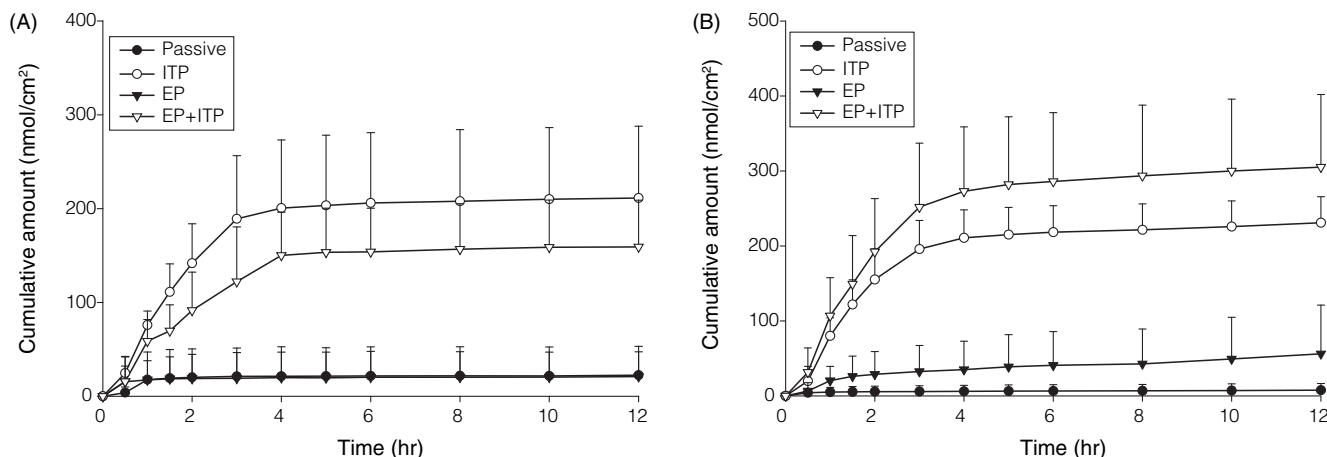 (A)
Cumulative amount (nmol/cm²)
400
300
200
100
0
Passive
ITP
EP
EP+ITP
0 2 4 6 8 10 12
Time (hr)
(B)
Cumulative amount (nmol/cm²)
500
400
300
200
100
0
Passive
ITP
EP
EP+ITP
0 2 4 6 8 10 12
Time (hr)